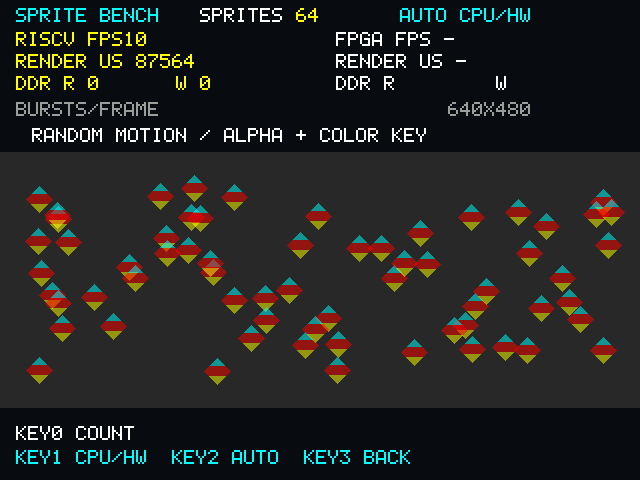 SPRITE BENCH SPRITES 64 AUTO CPU/HW
RISCV FPS10 FPGA FPS -
RENDER US 87564 RENDER US -
DDR R 0 W 0 DDR R W
BURSTS/FRAME 640X480
RANDOM MOTION / ALPHA + COLOR KEY
KEY0 COUNT
KEY1 CPU/HW KEY2 AUTO KEY3 BACK